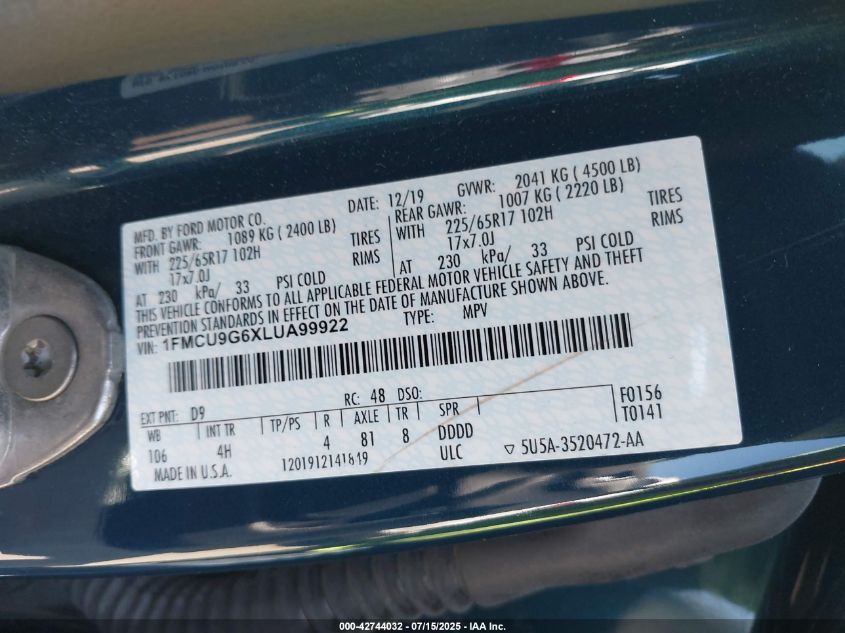 MFD. BY FORD MOTOR CO. DATE: 12/19 GVWR: 2041 KG ( 4500 LB)
FRONT GAWR: 1089 KG ( 2400 LB) REAR GAWR: 1007 KG ( 2220 LB)
WITH 225/65R17 102H TIRES WITH 225/65R17 102H TIRES
17x7.0J RIMS 17x7.0J RIMS
AT 230 kPa/ 33 PSI COLD AT 230 kPa/ 33 PSI COLD
THIS VEHICLE CONFORMS TO ALL APPLICABLE FEDERAL MOTOR VEHICLE SAFETY AND THEFT
PREVENTION STANDARDS IN EFFECT ON THE DATE OF MANUFACTURE SHOWN ABOVE.
VIN: 1FMCU9G6XLUA99922 TYPE: MPV
EXT PNT: D9 RC: 48 DSO: F0156
WB INT TR TP/PS R AXLE TR SPR T0141
106 4H 4 81 8 DDDD
MADE IN U.S.A. 1201912141849 ULC ▽ 5U5A-3520472-AA
000-42744032 - 07/15/2025 - IAA Inc.